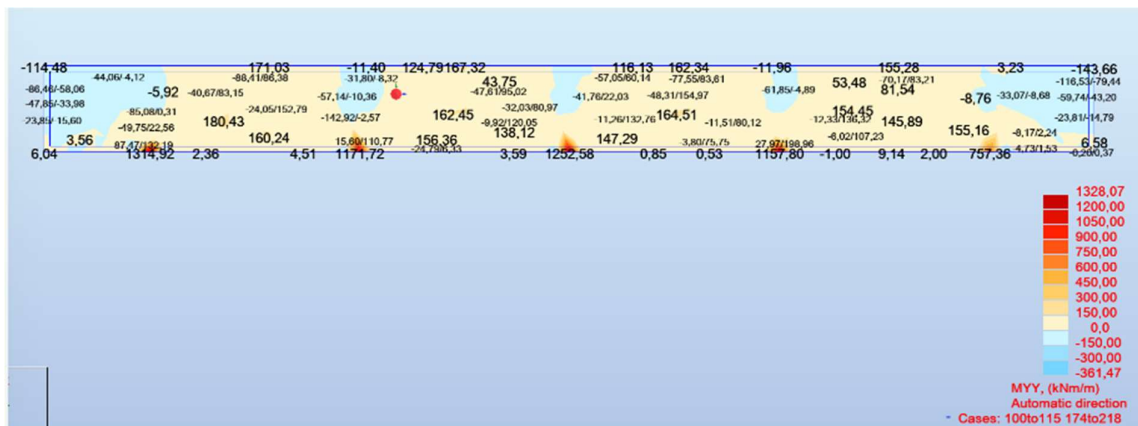 -114,48 171,03 -11,40 124,79 167,32 116,13 162,34 -11,96 155,28 3,23 -143,66
-44,06/-4,12 -88,41/86,38 -31,80/-8,32 43,75 -57,05/60,14 -77,55/83,61 53,48 -70,17/83,21 -116,53/-79,44
-86,46/-58,06 -5,92 -40,67/83,15 -57,14/-10,36 -47,61/95,02 -41,76/22,03 -48,31/154,97 -61,85/-4,89 81,54 -8,76 -33,07/-8,68 -59,74/-43,20
-47,85/-33,98 -85,08/0,31 -24,05/152,79 -142,92/-2,57 162,45 -32,03/80,97 -11,26/132,76 164,51 154,45
-23,85/-15,60 -49,75/22,56 180,43 -9,92/120,05 -11,51/80,12 -12,33/136,32 145,89 -23,81/-14,79
3,56 87,47/132,19 160,24 15,60/110,77 156,36 138,12 147,29 -3,80/75,75 27,97/198,96 -6,02/107,23 155,16 -8,17/2,24 6,58
-24,79/6,33 -4,73/1,53
6,04 1314,92 2,36 4,51 1171,72 3,59 1252,58 0,85 0,53 1157,80 -1,00 9,14 2,00 757,36 -0,20/0,37
1328,07
1200,00
1050,00
900,00
750,00
600,00
450,00
300,00
150,00
0,0
-150,00
-300,00
-361,47
MYY, (kNm/m)
Automatic direction
- Cases: 100to115 174to218